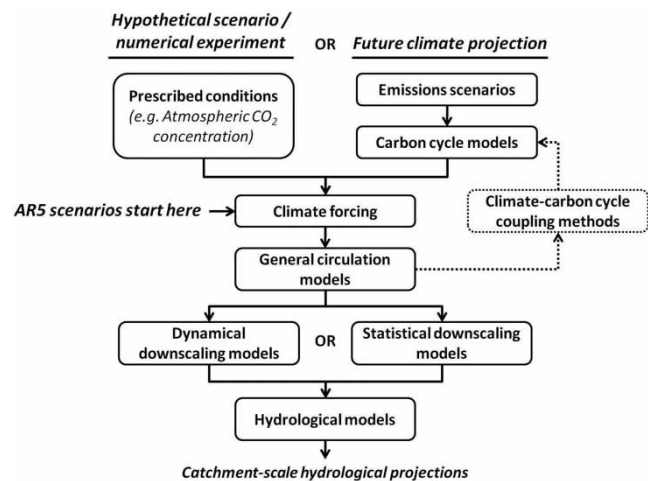 Hypothetical scenario /
numerical experiment
OR
Future climate projection
Prescribed conditions
(e.g. Atmospheric CO2
concentration)
Emissions scenarios
Carbon cycle models
Climate-carbon cycle
coupling methods
AR5 scenarios start here
Climate forcing
General circulation
models
Dynamical
downscaling models
OR
Statistical downscaling
models
Hydrological models
Catchment-scale hydrological projections